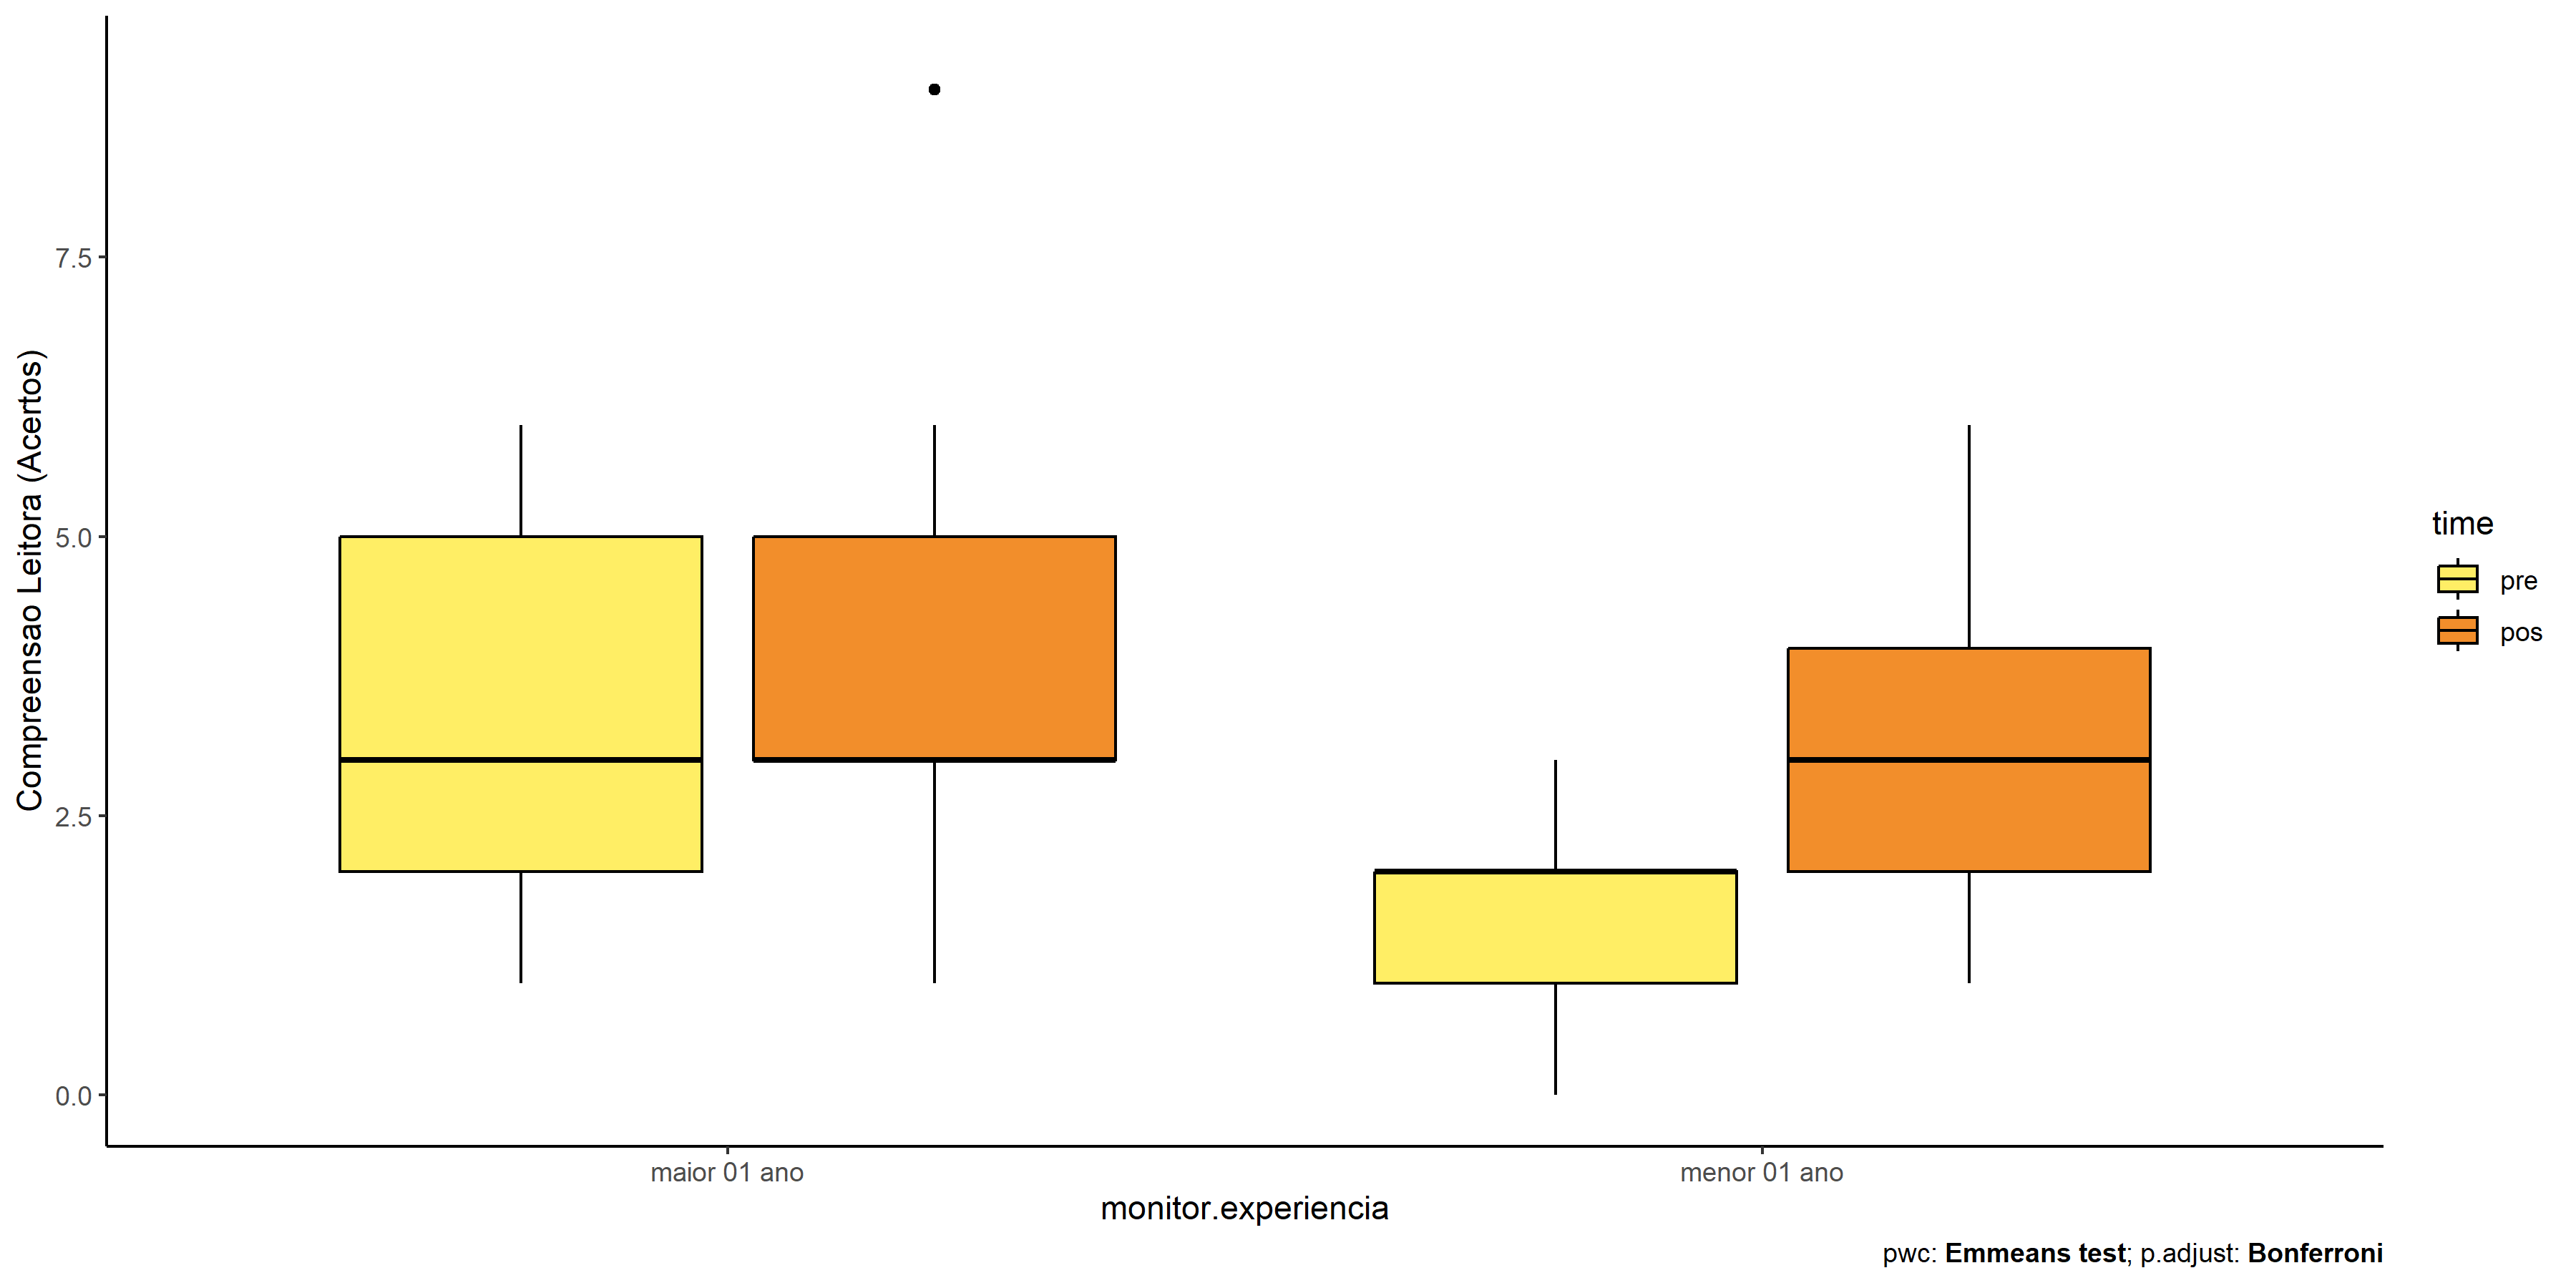 Compreensao Leitora (Acertos)
7.5
5.0
2.5
0.0
maior 01 ano
menor 01 ano
monitor.experiencia
time
pre
pos
pwc: Emmeans test; p.adjust: Bonferroni